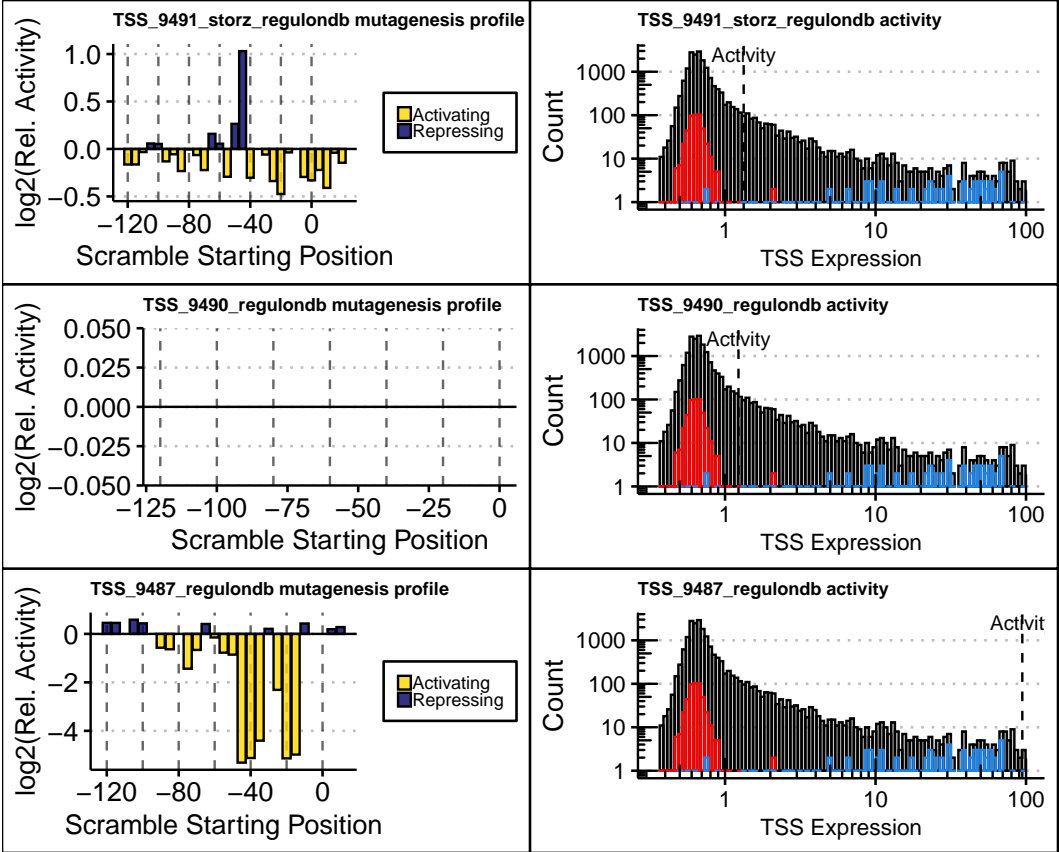 TSS_9491_storz_regulondb mutagenesis profile
log2(Rel. Activity)
1.0
0.5
0.0
−0.5
−120 −80 −40 0
Scramble Starting Position
Activating
Repressing
TSS_9491_storz_regulondb activity
Activity
Count
1000
100
10
1
1 10 100
TSS Expression
TSS_9490_regulondb mutagenesis profile
log2(Rel. Activity)
0.050
0.025
0.000
−0.025
−0.050
−125 −100 −75 −50 −25 0
Scramble Starting Position
TSS_9490_regulondb activity
Activity
Count
1000
100
10
1
1 10 100
TSS Expression
TSS_9487_regulondb mutagenesis profile
log2(Rel. Activity)
0
−2
−4
−120 −80 −40 0
Scramble Starting Position
Activating
Repressing
TSS_9487_regulondb activity
Activit
Count
1000
100
10
1
1 10 100
TSS Expression